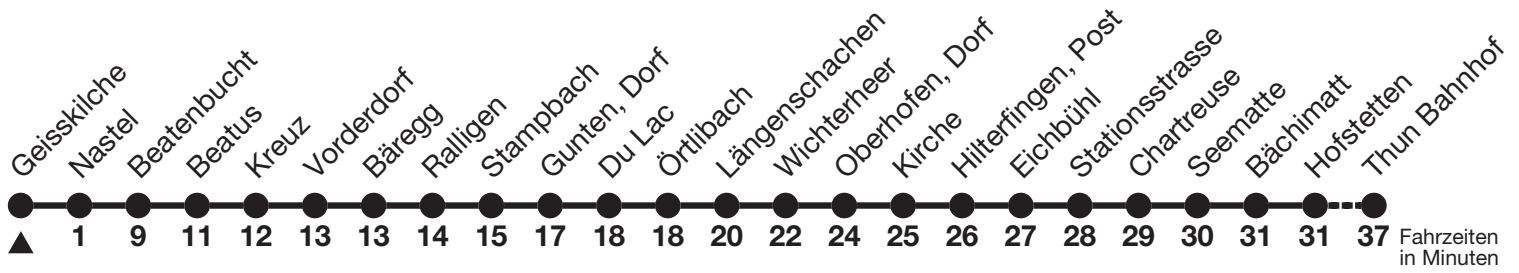 Geisskilche
Nastel
Beatenbucht
Beatus
Kreuz
Vorderdorf
Bäregg
Ralligen
Stampbach
Gunten, Dorf
Du Lac
Örtlibach
Längenschachen
Wichterheer
Oberhofen, Dorf
Kirche
Hilterfingen, Post
Eichbühl
Stationsstrasse
Chartreuse
Seematte
Bächimatt
Hofstetten
Thun Bahnhof
1 9 11 12 13 13 14 15 17 18 18 20 22 24 25 26 27 28 29 30 31 31 37 Fahrzeiten
in Minuten